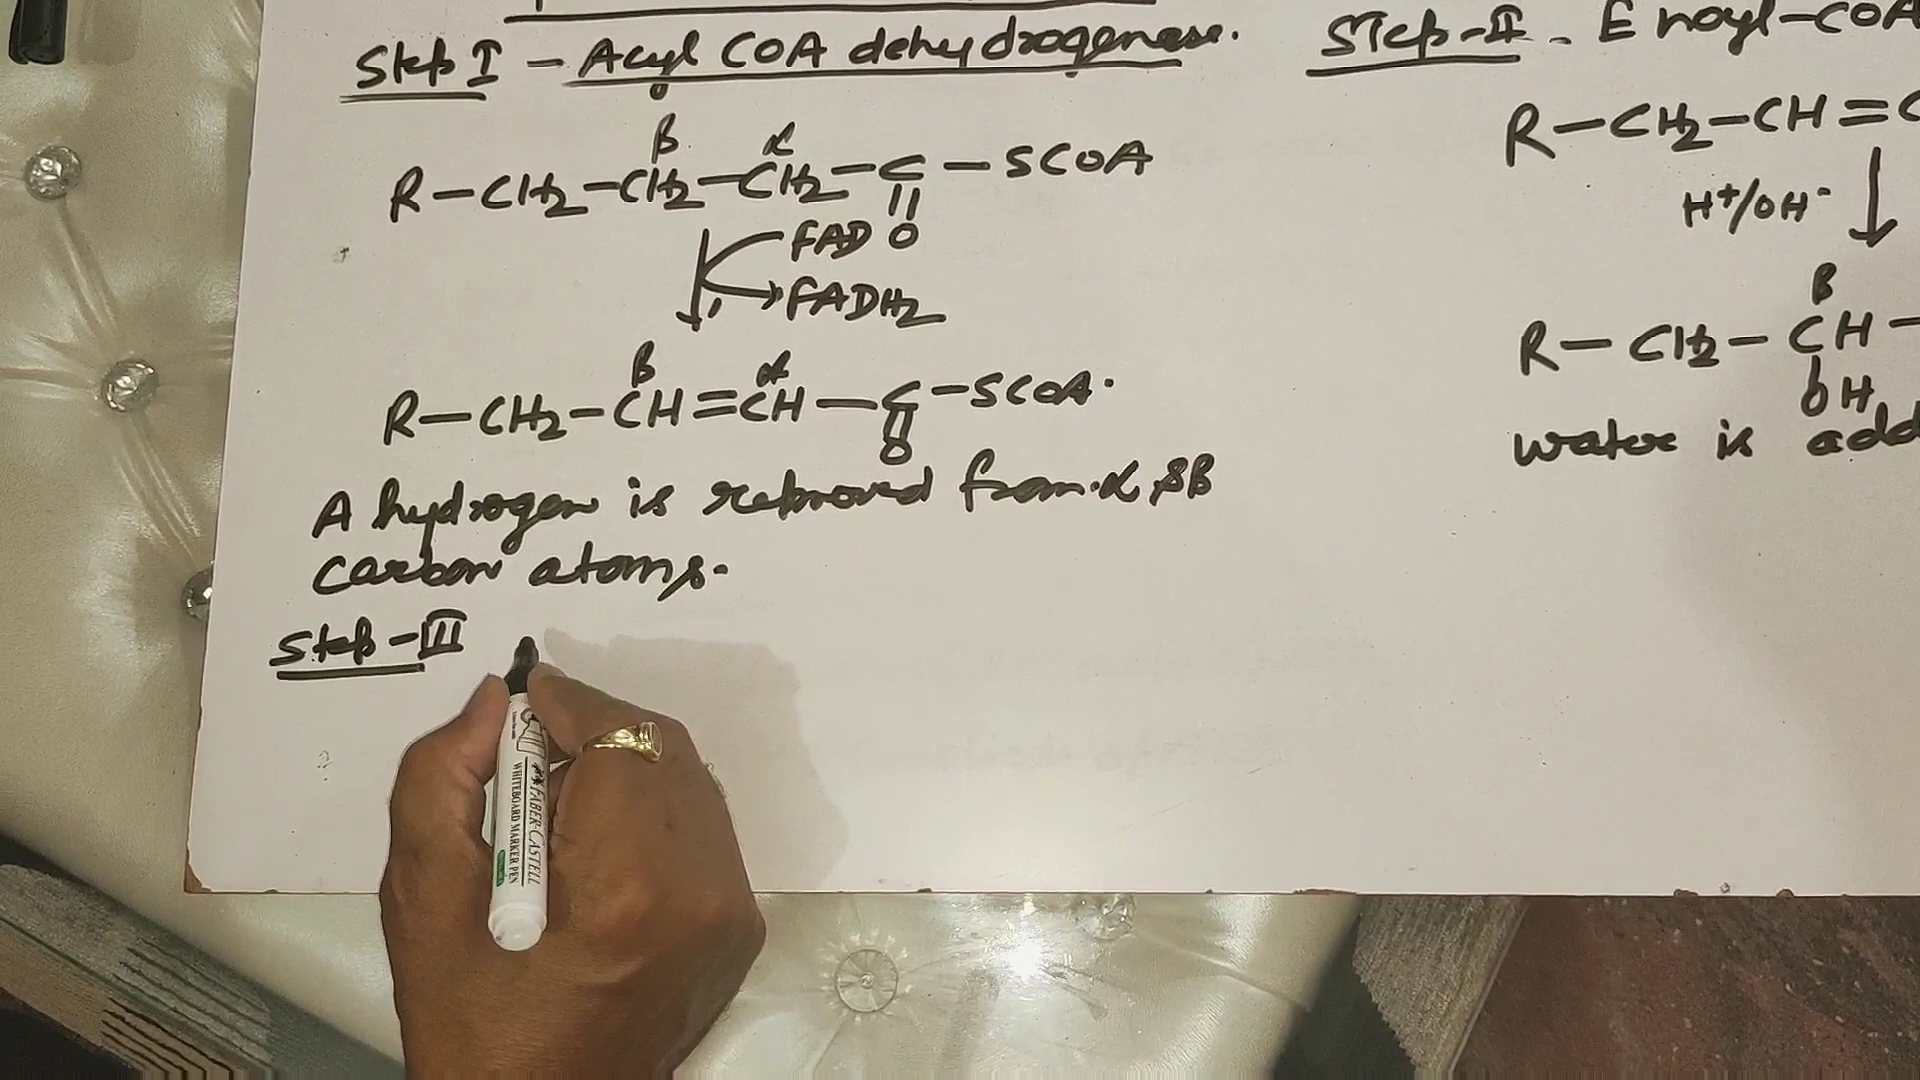 Step I - Acyl COA dehydrogenase.
β α
R-CH2-CH2-CH2-C-SCOA
||
FAD O
FADH2
β α
R-CH2-CH=CH-C-SCOA.
||
O
A hydrogen is removed from α, &β
carbon atoms.
Step-III
Step-II - Enoyl-COA
R-CH2-CH=C
H+/OH-
β
R-CH2-CH-
OH
water is add
FABER-CASTELL
WHITEBOARD MARKER PEN